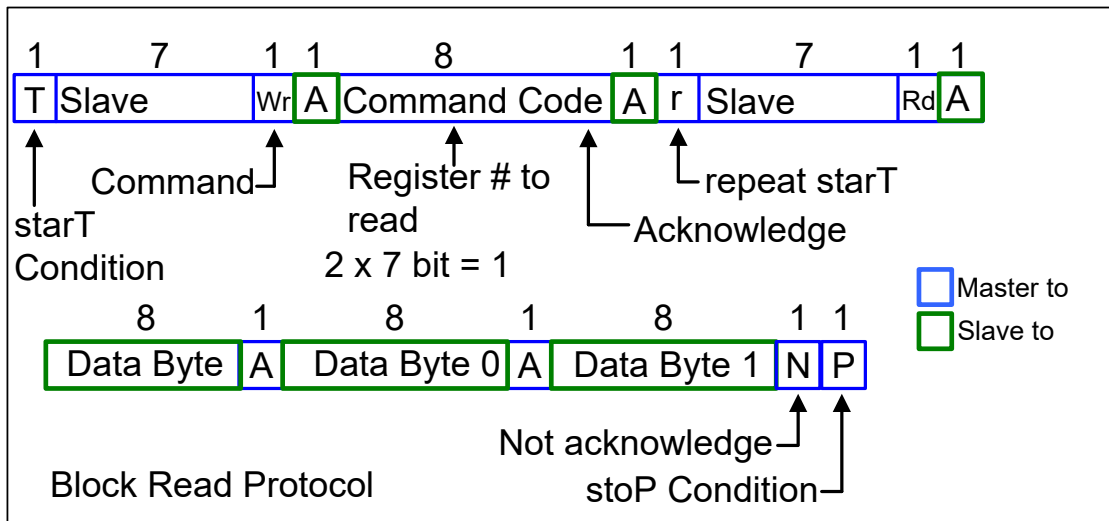 1 7 1 1 8 1 1 7 1 1
T Slave Wr A Command Code A r Slave Rd A
Command
Register # to
read
2 x 7 bit = 1
repeat starT
Acknowledge
starT
Condition
Master to
Slave to
8 1 8 1 8 1 1
Data Byte A Data Byte 0 A Data Byte 1 N P
Not acknowledge
stoP Condition
Block Read Protocol